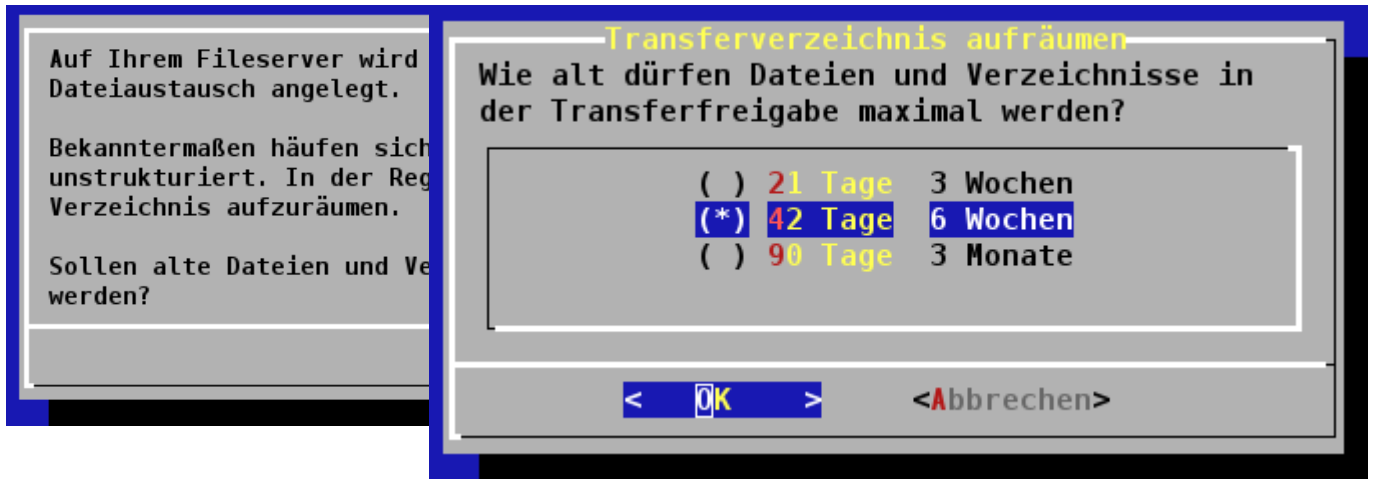 Auf Ihrem Fileserver wird
Dateiaustausch angelegt.
Bekanntermaßen häufen sich
unstrukturiert. In der Reg
Verzeichnis aufzuräumen.
Sollen alte Dateien und Ve
werden?
Transferverzeichnis aufräumen
Wie alt dürfen Dateien und Verzeichnisse in
der Transferfreigabe maximal werden?
( ) 21 Tage 3 Wochen
(*) 42 Tage 6 Wochen
( ) 90 Tage 3 Monate
< OK > <Abbrechen>